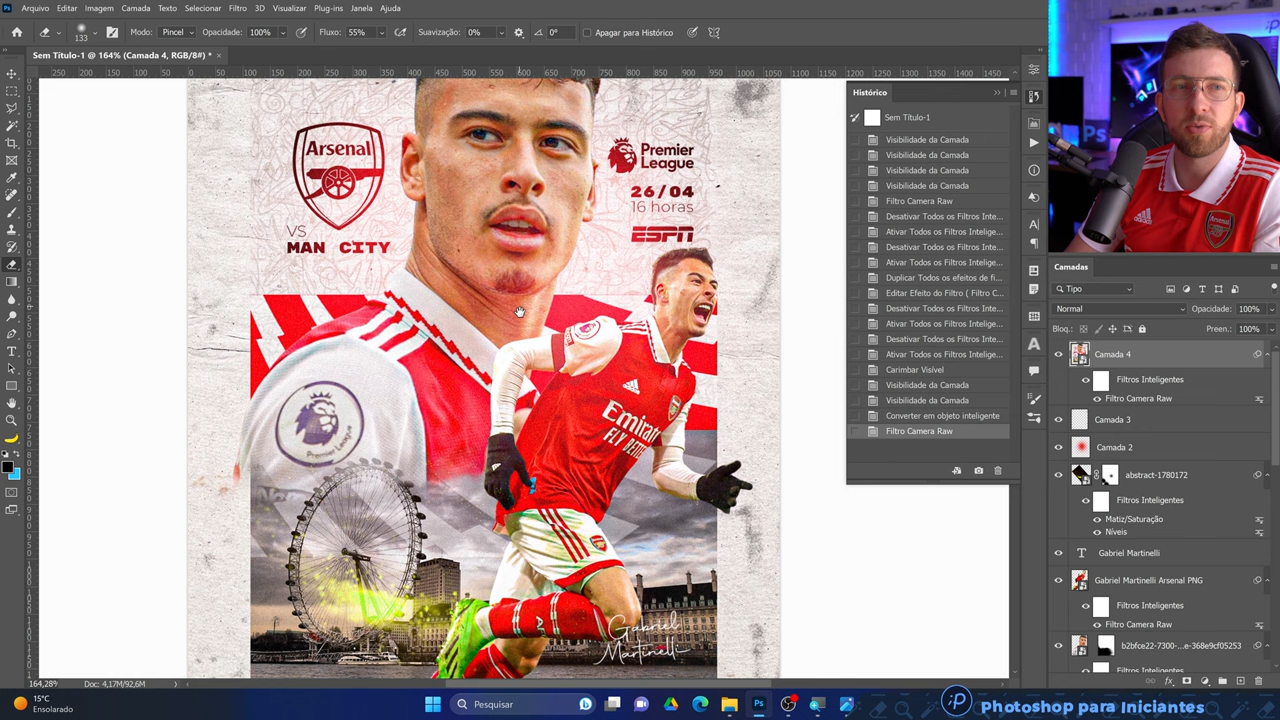 Arquivo Editar Imagem Camada Texto Selecionar Filtro 3D Visualizar Plug-ins Janela Ajuda
133 Modo: Pincel Opacidade: 100% Fluxo: 55% Suavização: 0% 0° Apagar para Histórico
Sem Título-1 @ 164% (Camada 4, RGB/8#) * ×
Arsenal
VS
MAN CITY
Premier
League
26/04
16 horas
ESPN
Premier League
Emirates
FLY BETTER
Gabriel
Martinelli
Histórico
Sem Título-1
Visibilidade da Camada
Visibilidade da Camada
Visibilidade da Camada
Visibilidade da Camada
Filtro Camera Raw
Desativar Todos os Filtros Inte...
Ativar Todos os Filtros Intelige...
Desativar Todos os Filtros Inte...
Ativar Todos os Filtros Intelige...
Duplicar Todos os efeitos de fi...
Editar Efeito do Filtro ( Filtro C...
Desativar Todos os Filtros Inte...
Ativar Todos os Filtros Intelige...
Desativar Todos os Filtros Inte...
Ativar Todos os Filtros Intelige...
Carimbar Visível
Visibilidade da Camada
Visibilidade da Camada
Converter em objeto inteligente
Filtro Camera Raw
adidas
Arsenal
Camadas
Tipo
Normal Opacidade: 100%
Bloq.: Preen.: 100%
Camada 4
Filtros Inteligentes
Filtro Camera Raw
Camada 3
Camada 2
abstract-1780172
Filtros Inteligentes
Matiz/Saturação
Níveis
Gabriel Martinelli
Gabriel Martinelli Arsenal PNG
Filtros Inteligentes
Filtro Camera Raw
b2bfce22-7300-...e-368e9cf05253
164,28% Doc: 4,17M/92,6M
15°C
Ensolarado
Pesquisar
Photoshop para Iniciantes